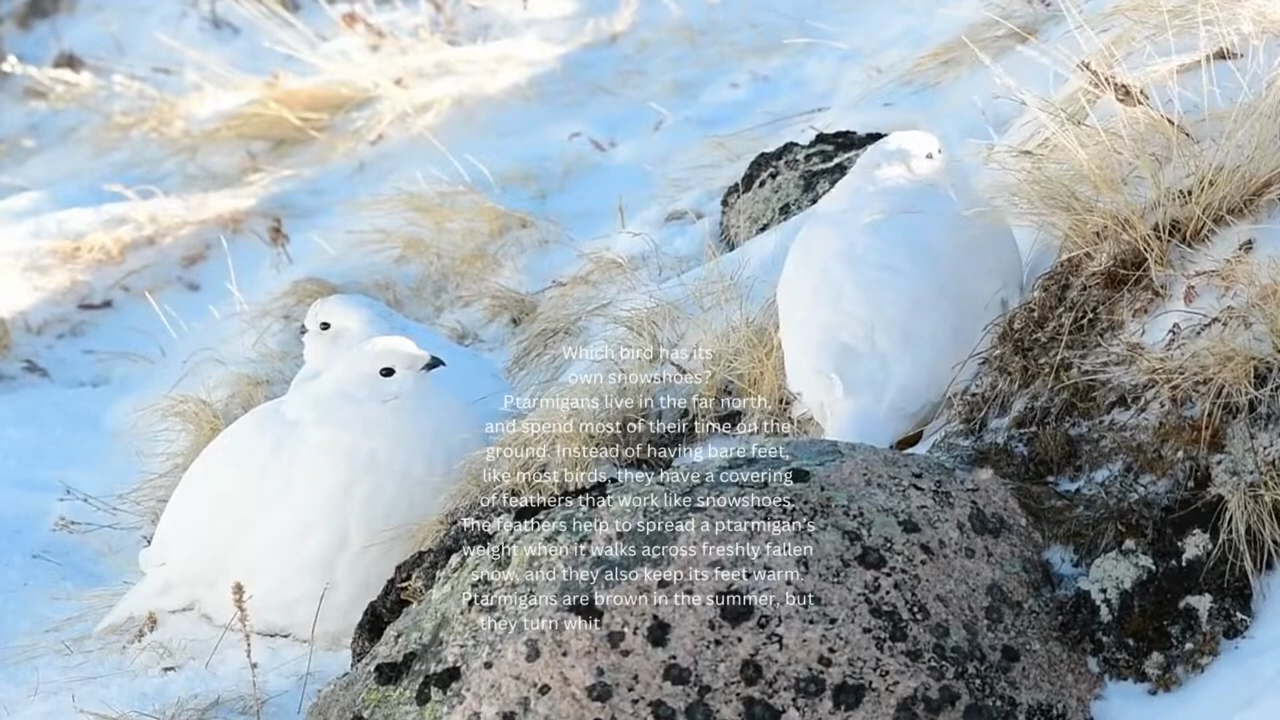 Which bird has its
own snowshoes?
Ptarmigans live in the far north,
and spend most of their time on the
ground. Instead of having bare feet,
like most birds, they have a covering
of feathers that work like snowshoes.
The feathers help to spread a ptarmigan's
weight when it walks across freshly fallen
snow, and they also keep its feet warm.
Ptarmigans are brown in the summer, but
they turn whit